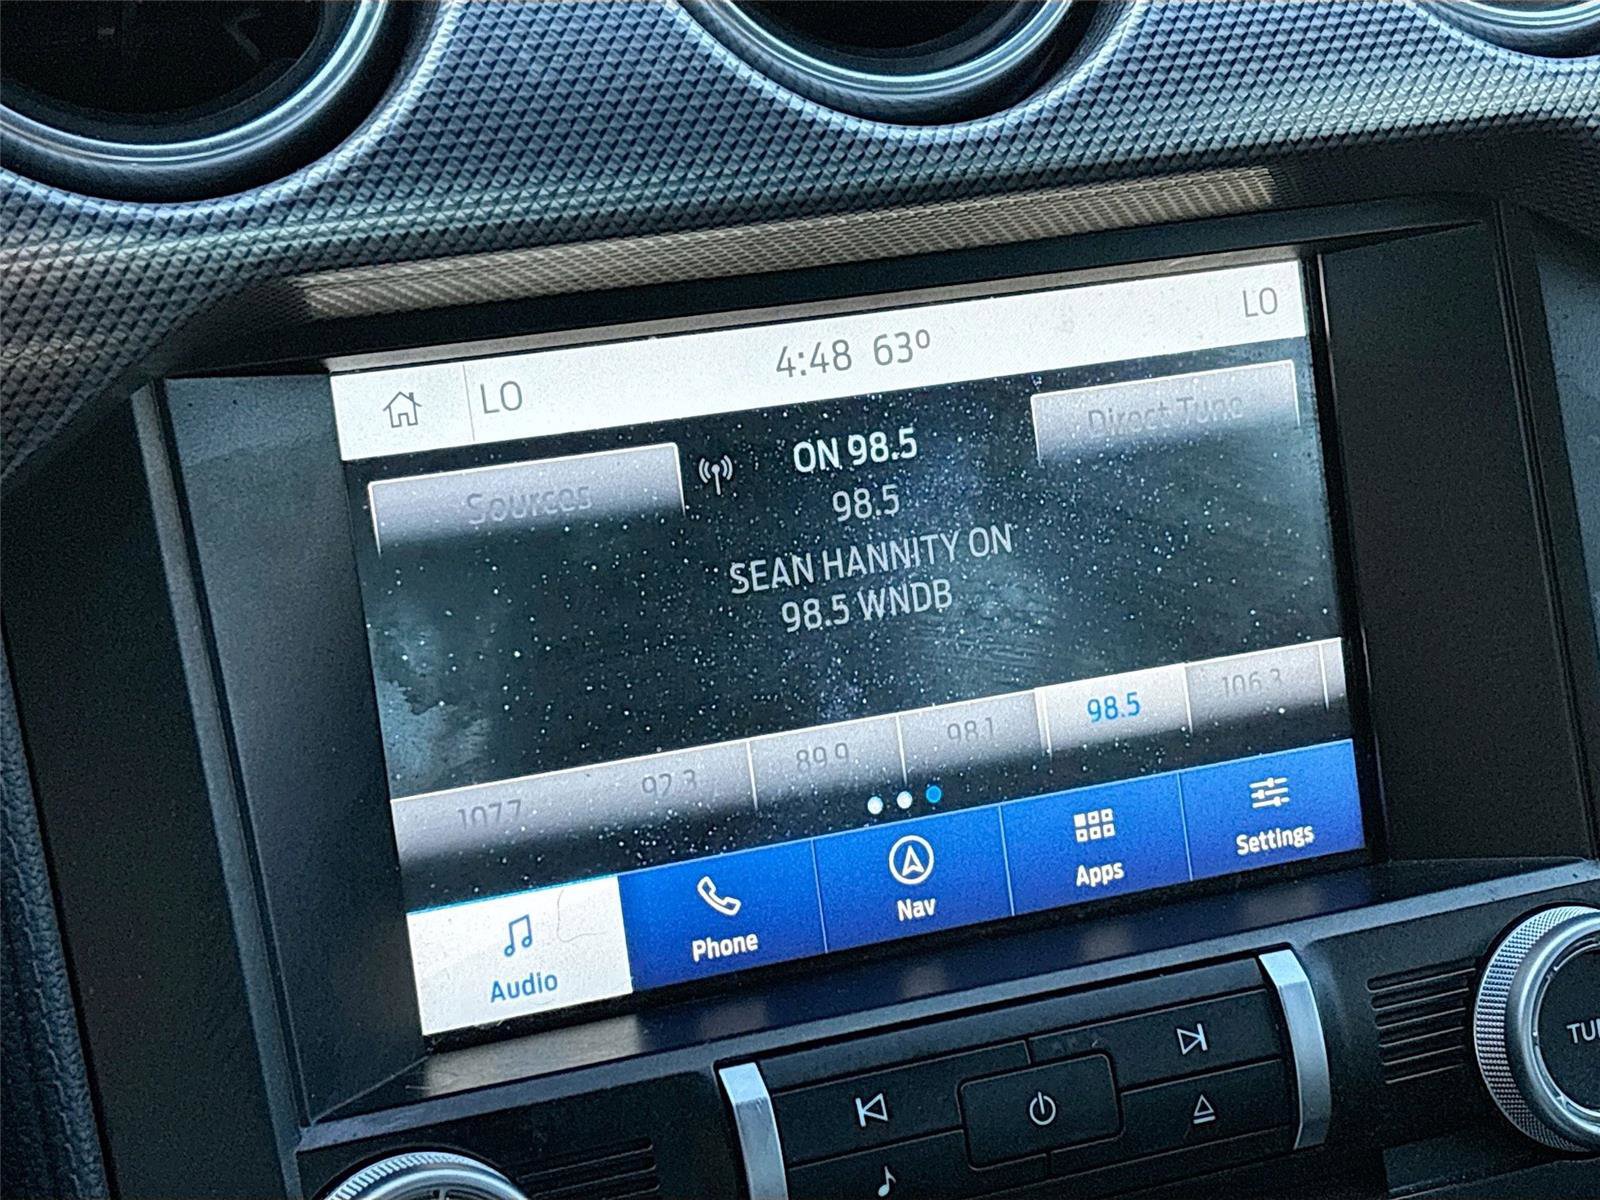 LO 4:48 63° LO
Sources
Direct Tune
ON 98.5
98.5
SEAN HANNITY ON
98.5 WNDB
107.7 92.3 89.9 98.1 98.5 106.3
Audio Phone Nav Apps Settings